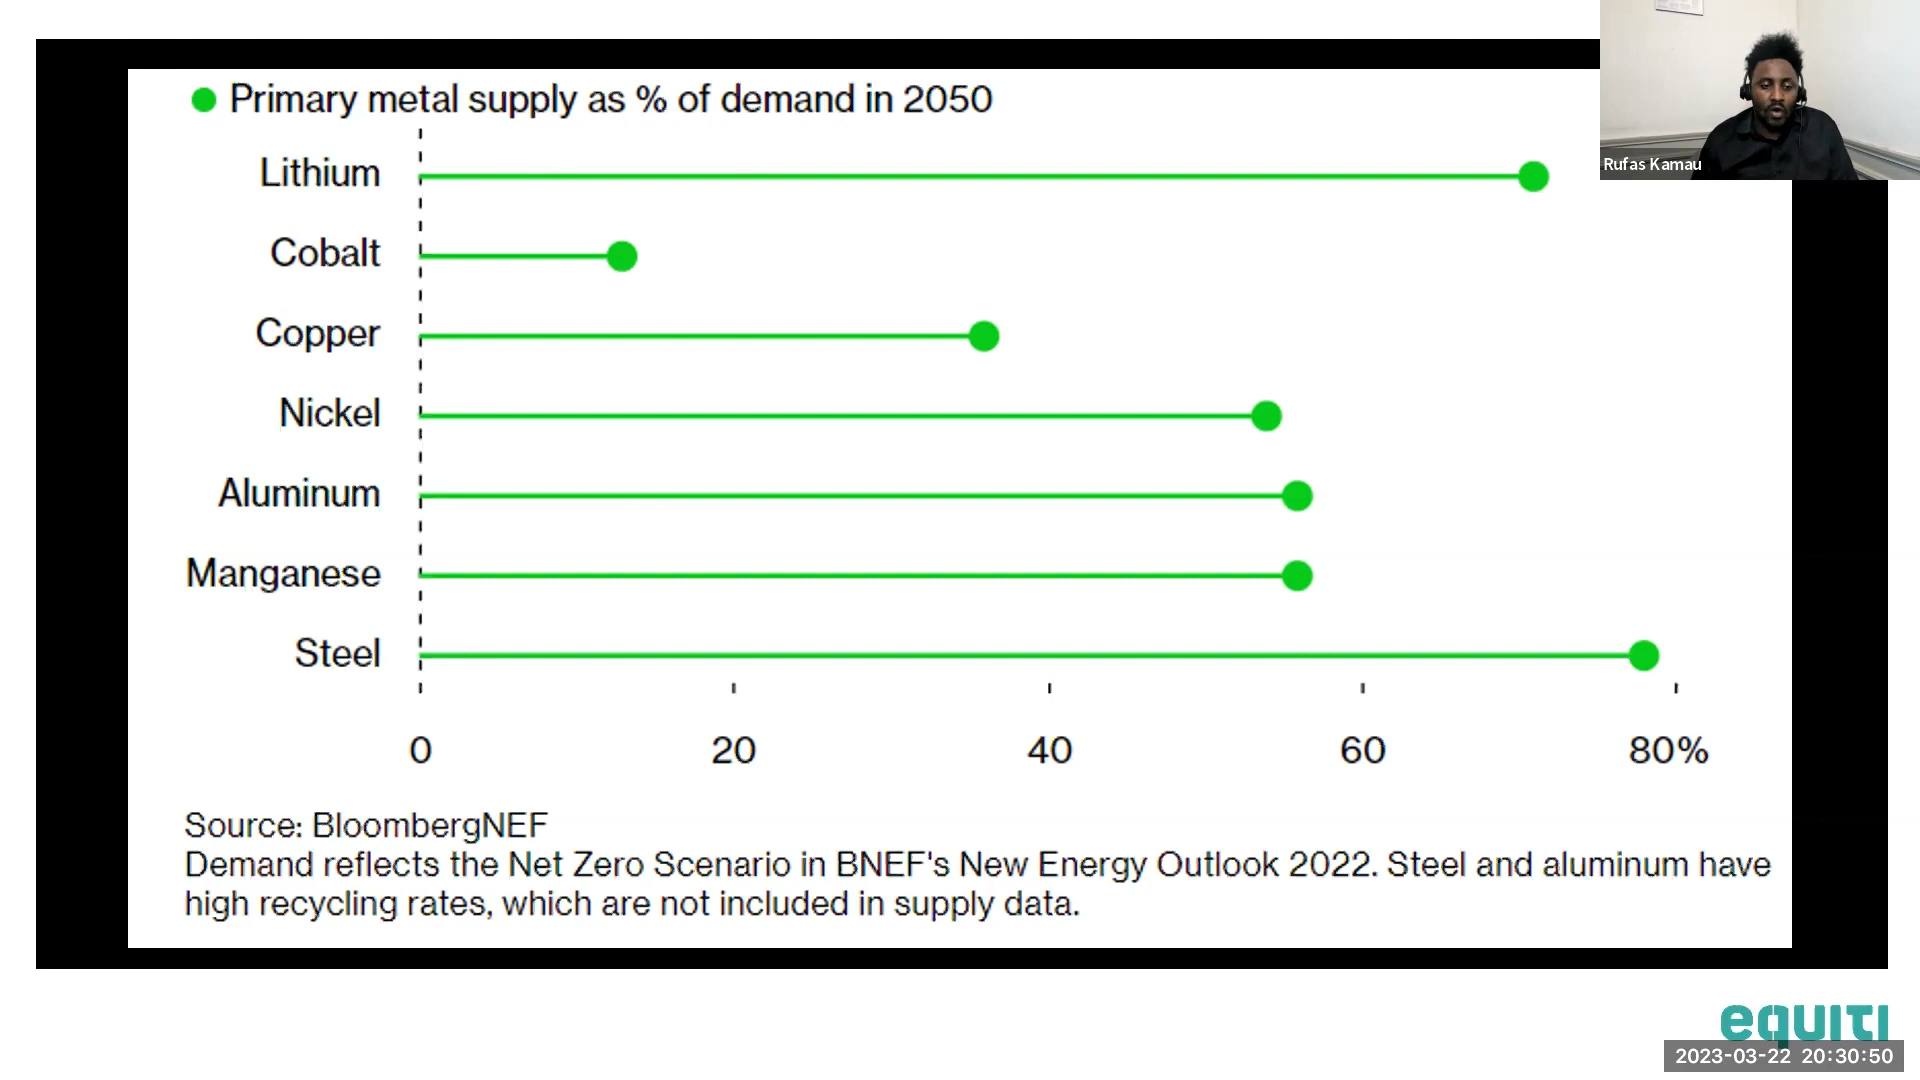 Primary metal supply as % of demand in 2050
Lithium
Cobalt
Copper
Nickel
Aluminum
Manganese
Steel
0 20 40 60 80%
Source: BloombergNEF
Demand reflects the Net Zero Scenario in BNEF's New Energy Outlook 2022. Steel and aluminum have
high recycling rates, which are not included in supply data.
Rufas Kamau
equiti
2023-03-22 20:30:50